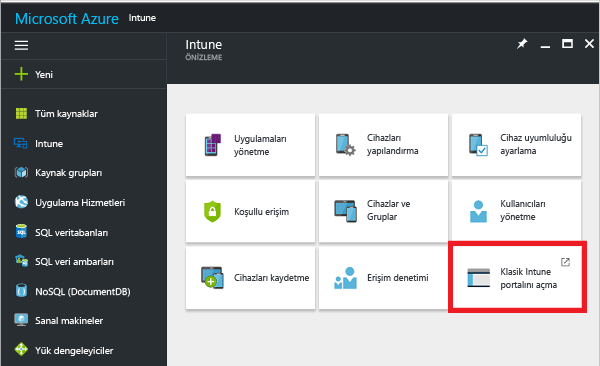 Microsoft Azure Intune
Intune
ÖNİZLEME
Yeni
Tüm kaynaklar
Intune
Kaynak grupları
Uygulama Hizmetleri
SQL veritabanları
SQL veri ambarları
NoSQL (DocumentDB)
Sanal makineler
Yük dengeleyiciler
Uygulamaları
yönetme
Cihazları
yapılandırma
Cihaz uyumluluğu
ayarlama
Koşullu erişim
Cihazlar ve
Gruplar
Kullanıcıları
yönetme
Cihazları kaydetme
Erişim denetimi
Klasik Intune
portalını açma